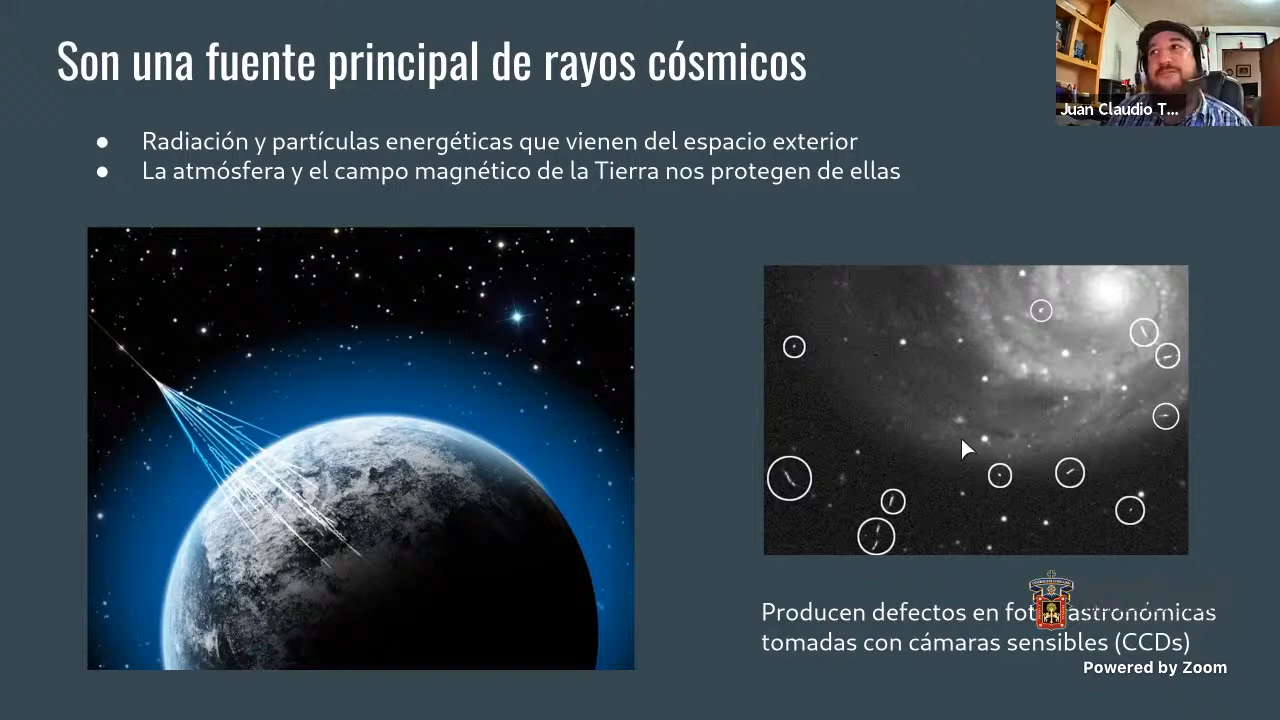 Son una fuente principal de rayos cósmicos
Juan Claudio T...
● Radiación y partículas energéticas que vienen del espacio exterior
● La atmósfera y el campo magnético de la Tierra nos protegen de ellas
Producen defectos en fot astronómicas
tomadas con cámaras sensibles (CCDs)
Powered by Zoom